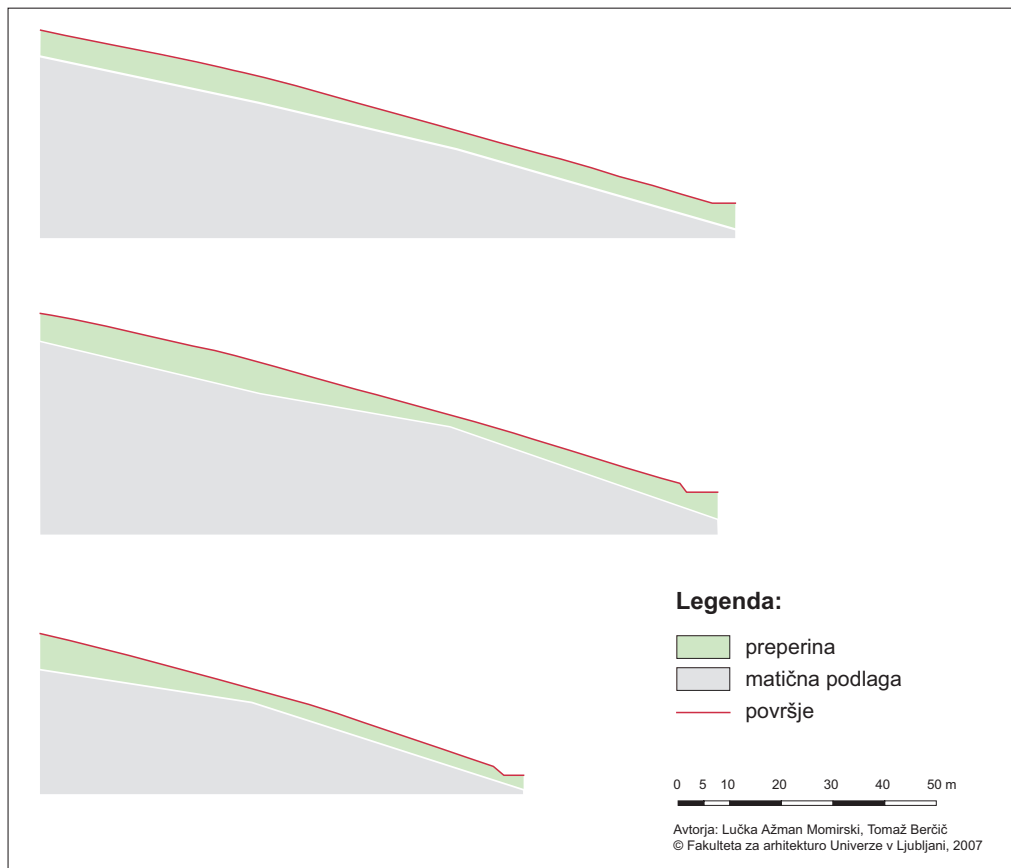 Legenda:
preperina
matična podlaga
površje
0 5 10 20 30 40 50 m
Avtorja: Lučka Ažman Momirski, Tomaž Berčič
© Fakulteta za arhitekturo Univerze v Ljubljani, 2007